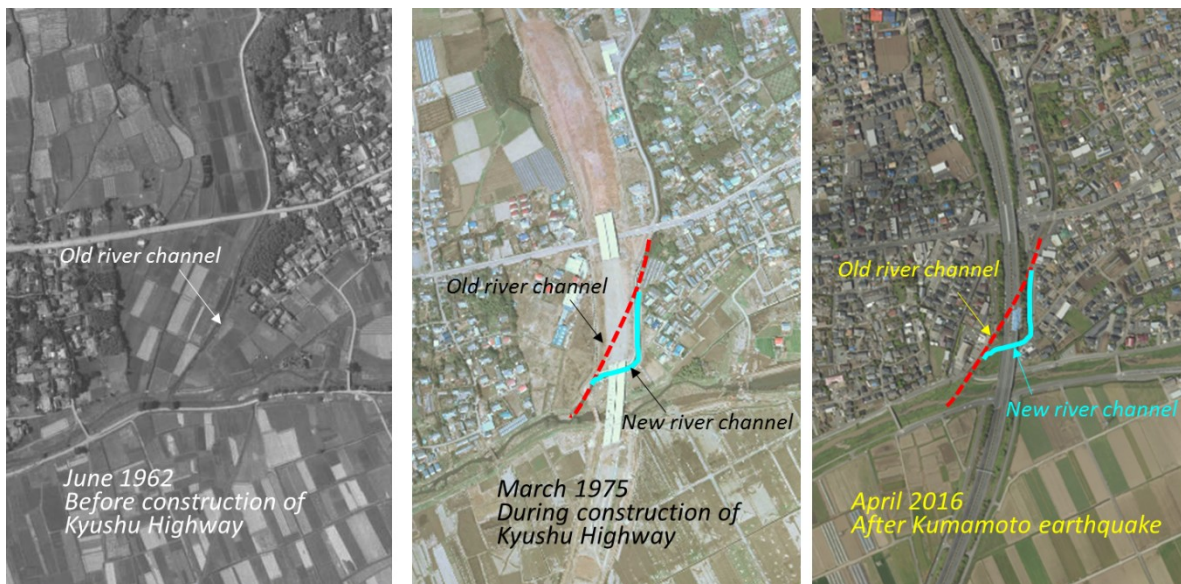 Old river channel
June 1962
Before construction of
Kyushu Highway
Old river channel
New river channel
March 1975
During construction of
Kyushu Highway
Old river channel
New river channel
April 2016
After Kumamoto earthquake